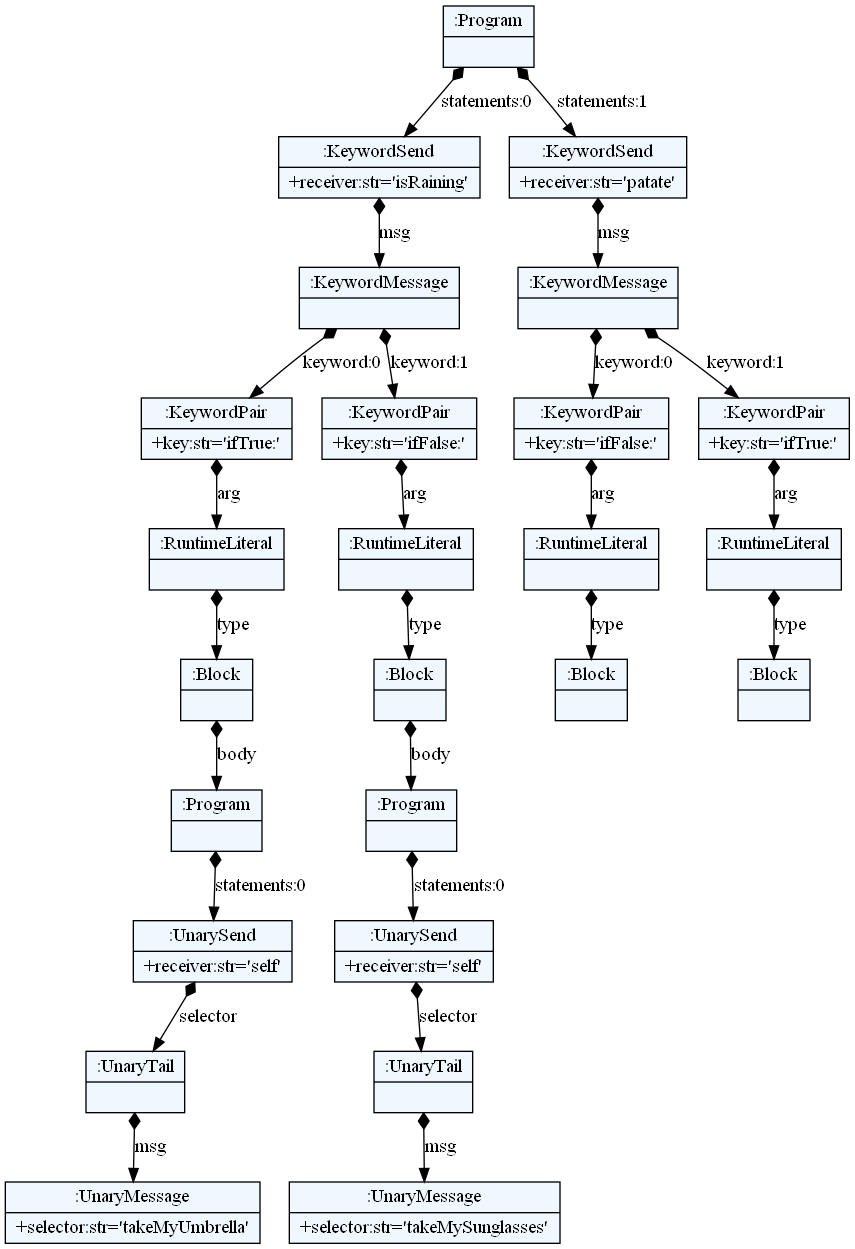 :Program
statements:0
statements:1
:KeywordSend
+receiver:str='isRaining'
:KeywordSend
+receiver:str='patate'
msg
msg
:KeywordMessage
:KeywordMessage
keyword:0
keyword:1
keyword:0
keyword:1
:KeywordPair
+key:str='ifTrue:'
:KeywordPair
+key:str='ifFalse:'
:KeywordPair
+key:str='ifFalse:'
:KeywordPair
+key:str='ifTrue:'
arg
arg
arg
arg
:RuntimeLiteral
:RuntimeLiteral
:RuntimeLiteral
:RuntimeLiteral
type
type
type
type
:Block
:Block
:Block
:Block
body
body
:Program
:Program
statements:0
statements:0
:UnarySend
+receiver:str='self'
:UnarySend
+receiver:str='self'
selector
selector
:UnaryTail
:UnaryTail
msg
msg
:UnaryMessage
+selector:str='takeMyUmbrella'
:UnaryMessage
+selector:str='takeMySunglasses'